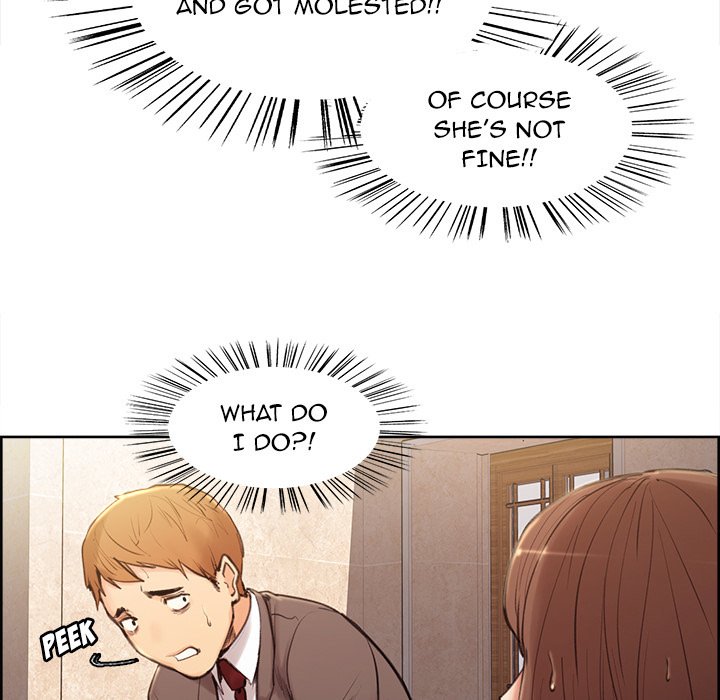 AND GOT MOLESTED!!
OF COURSE
SHE'S NOT
FINE!!
WHAT DO
I DO?!
PEEK